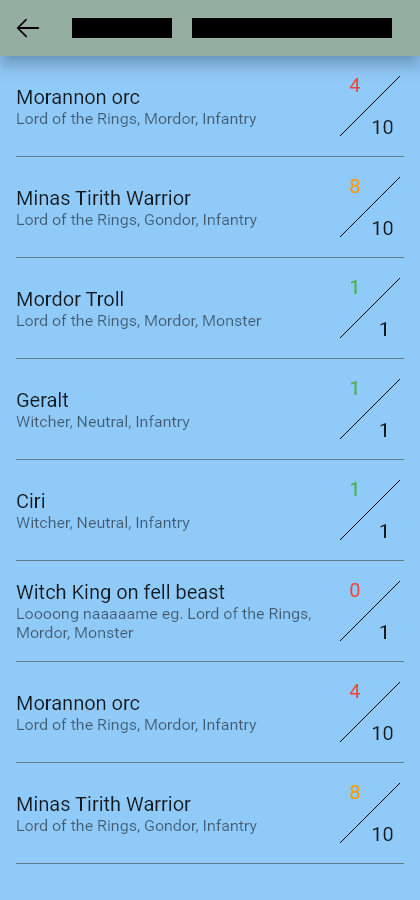 Morannon orc
4
Lord of the Rings, Mordor, Infantry
10
Minas Tirith Warrior
8
Lord of the Rings, Gondor, Infantry
10
Mordor Troll
1
Lord of the Rings, Mordor, Monster
1
Geralt
1
Witcher, Neutral, Infantry
1
Ciri
1
Witcher, Neutral, Infantry
1
Witch King on fell beast
0
Loooong naaaaame eg. Lord of the Rings,
Mordor, Monster
1
Morannon orc
4
Lord of the Rings, Mordor, Infantry
10
Minas Tirith Warrior
8
Lord of the Rings, Gondor, Infantry
10